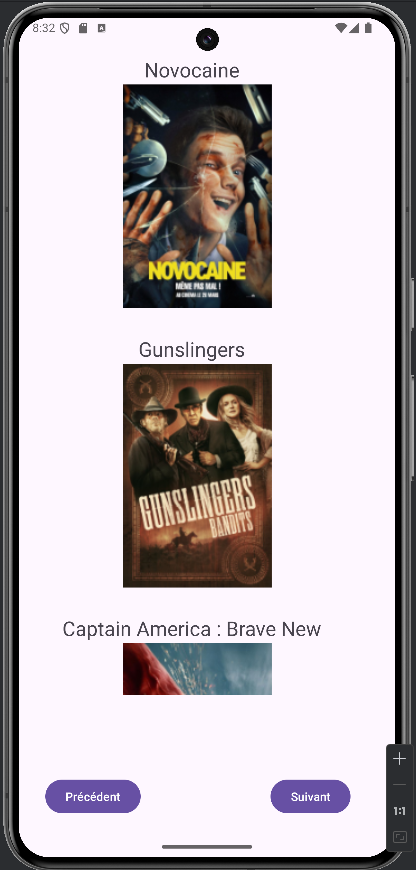 8:32
Novocaine
NOVOCAINE
MÊME PAS MAL !
AU CINÉMA LE 26 MARS
Gunslingers
GUNSLINGERS
BANDITS
Captain America : Brave New
Précédent
Suivant
1:1